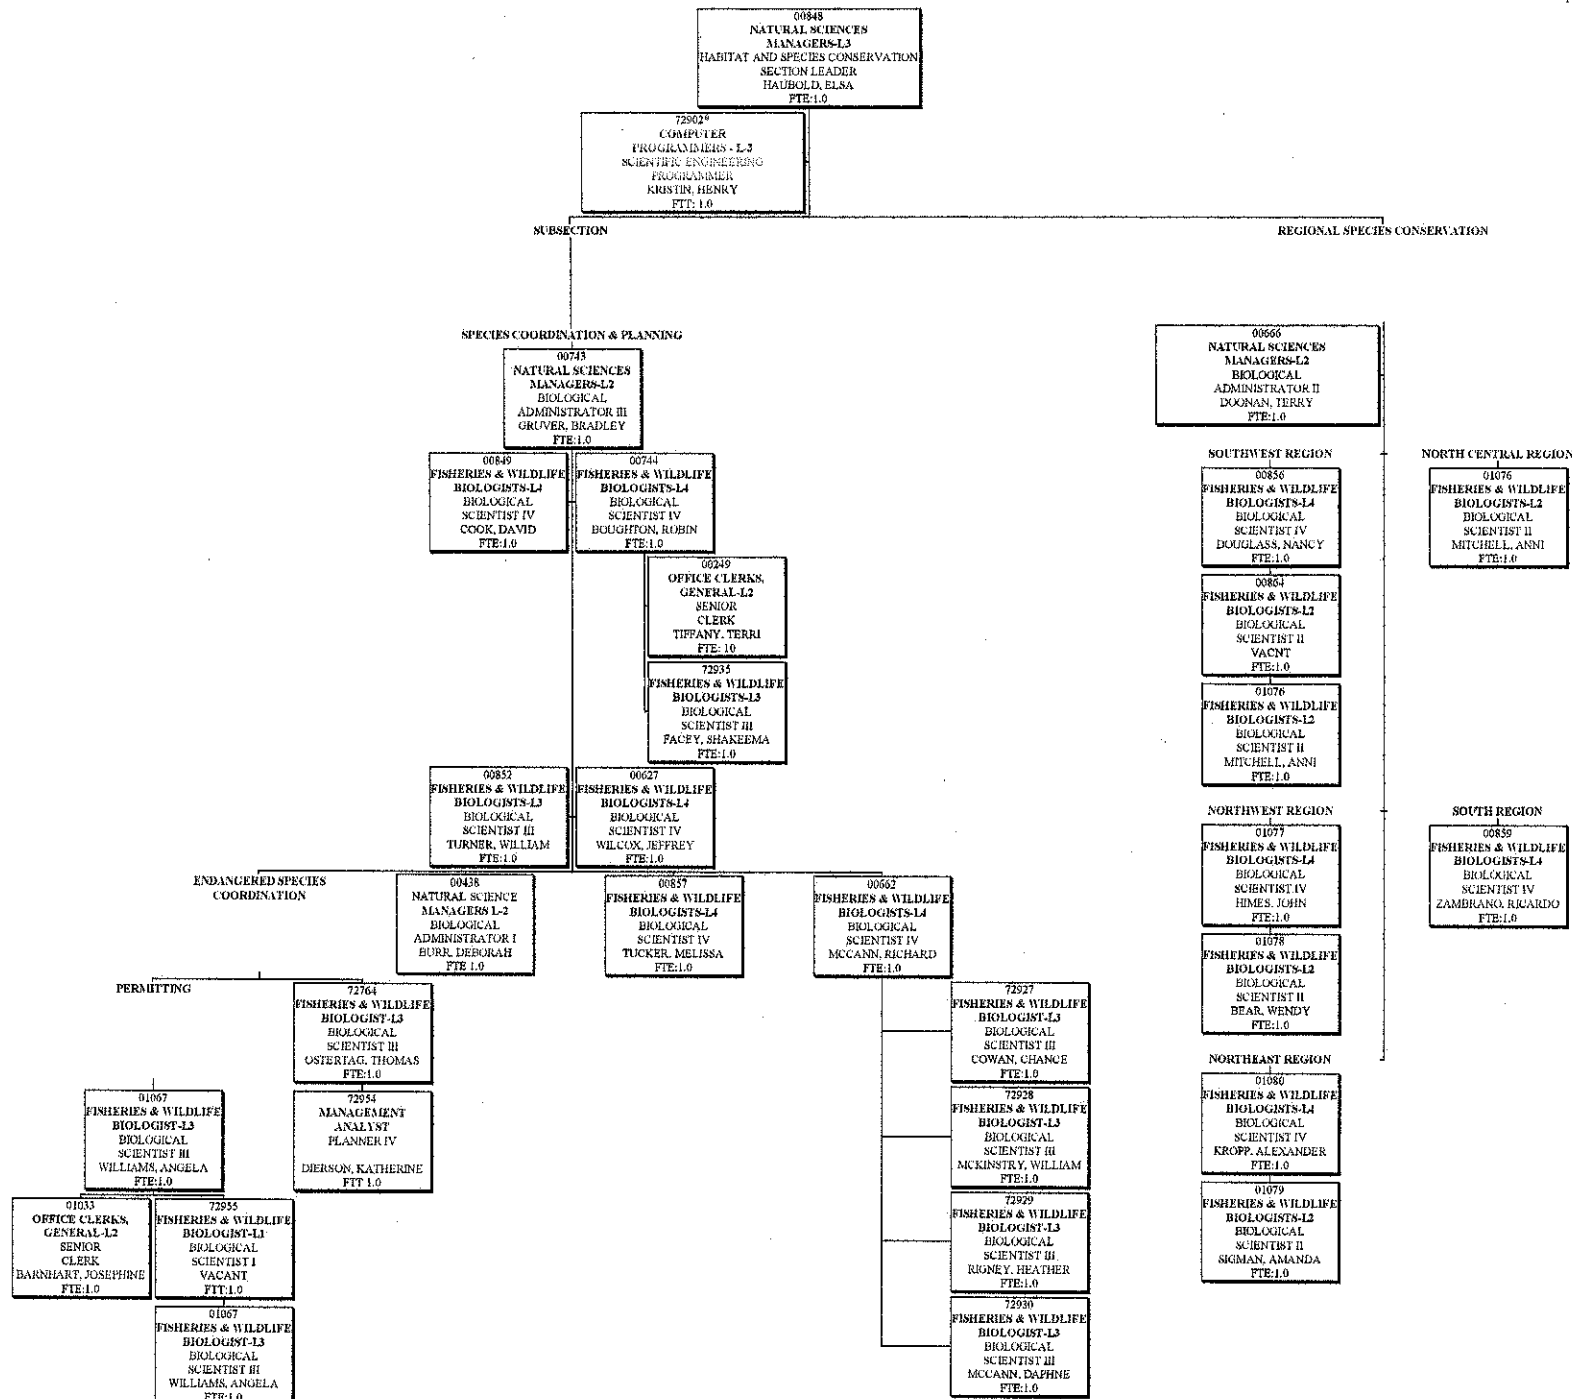 00848
NATURAL SCIENCES
MANAGERS-L3
HABITAT AND SPECIES CONSERVATION
SECTION LEADER
HAUBOLD, ELSA
FTE:1.0
72902*
COMPUTER
PROGRAMMERS - L-3
SCIENTIFIC ENGINEERING
PROGRAMMER
KRISTIN, HENRY
FTT: 1.0
SUBSECTION
REGIONAL SPECIES CONSERVATION
SPECIES COORDINATION & PLANNING
00743
NATURAL SCIENCES
MANAGERS-L2
BIOLOGICAL
ADMINISTRATOR III
GRUVER, BRADLEY
FTE:1.0
00849
FISHERIES & WILDLIFE
BIOLOGISTS-L4
BIOLOGICAL
SCIENTIST IV
COOK, DAVID
FTE:1.0
00744
FISHERIES & WILDLIFE
BIOLOGISTS-L4
BIOLOGICAL
SCIENTIST IV
BOUGHTON, ROBIN
FTE:1.0
00249
OFFICE CLERKS,
GENERAL-L2
SENIOR
CLERK
TIFFANY, TERRI
FTE: 10
72935
FISHERIES & WILDLIFE
BIOLOGISTS-L3
BIOLOGICAL
SCIENTIST III
FACEY, SHAKEEMA
FTE:1.0
00852
FISHERIES & WILDLIFE
BIOLOGISTS-L3
BIOLOGICAL
SCIENTIST III
TURNER, WILLIAM
FTE:1.0
00627
FISHERIES & WILDLIFE
BIOLOGISTS-L4
BIOLOGICAL
SCIENTIST IV
WILCOX, JEFFREY
FTE:1.0
ENDANGERED SPECIES
COORDINATION
00438
NATURAL SCIENCE
MANAGERS L-2
BIOLOGICAL
ADMINISTRATOR I
BURR, DEBORAH
FTE 1.0
00857
FISHERIES & WILDLIFE
BIOLOGISTS-L4
BIOLOGICAL
SCIENTIST IV
TUCKER, MELISSA
FTE:1.0
00662
FISHERIES & WILDLIFE
BIOLOGISTS-L4
BIOLOGICAL
SCIENTIST IV
MCCANN, RICHARD
FTE:1.0
PERMITTING
72764
FISHERIES & WILDLIFE
BIOLOGIST-L3
BIOLOGICAL
SCIENTIST III
OSTERTAG, THOMAS
FTE:1.0
72954
MANAGEMENT
ANALYST
PLANNER IV
DIERSON, KATHERINE
FTT 1.0
01067
FISHERIES & WILDLIFE
BIOLOGIST-L3
BIOLOGICAL
SCIENTIST III
WILLIAMS, ANGELA
FTE:1.0
01033
OFFICE CLERKS,
GENERAL-L2
SENIOR
CLERK
BARNHART, JOSEPHINE
FTE:1.0
72955
FISHERIES & WILDLIFE
BIOLOGIST-L1
BIOLOGICAL
SCIENTIST I
VACANT
FTT:1.0
01067
FISHERIES & WILDLIFE
BIOLOGIST-L3
BIOLOGICAL
SCIENTIST III
WILLIAMS, ANGELA
FTE:1.0
72927
FISHERIES & WILDLIFE
BIOLOGIST-L3
BIOLOGICAL
SCIENTIST III
COWAN, CHANCE
FTE:1.0
72928
FISHERIES & WILDLIFE
BIOLOGIST-L3
BIOLOGICAL
SCIENTIST III
MCKINSTRY, WILLIAM
FTE:1.0
72929
FISHERIES & WILDLIFE
BIOLOGIST-L3
BIOLOGICAL
SCIENTIST III
RIGNEY, HEATHER
FTE:1.0
72930
FISHERIES & WILDLIFE
BIOLOGIST-L3
BIOLOGICAL
SCIENTIST III
MCCANN, DAPHNE
FTE:1.0
00666
NATURAL SCIENCES
MANAGERS-L2
BIOLOGICAL
ADMINISTRATOR II
DOONAN, TERRY
FTE:1.0
SOUTHWEST REGION
00856
FISHERIES & WILDLIFE
BIOLOGISTS-L4
BIOLOGICAL
SCIENTIST IV
DOUGLASS, NANCY
FTE:1.0
00864
FISHERIES & WILDLIFE
BIOLOGISTS-L2
BIOLOGICAL
SCIENTIST II
VACNT
FTE:1.0
01076
FISHERIES & WILDLIFE
BIOLOGISTS-L2
BIOLOGICAL
SCIENTIST II
MITCHELL, ANNI
FTE:1.0
NORTH CENTRAL REGION
01076
FISHERIES & WILDLIFE
BIOLOGISTS-L2
BIOLOGICAL
SCIENTIST II
MITCHELL, ANNI
FTE:1.0
NORTHWEST REGION
01077
FISHERIES & WILDLIFE
BIOLOGISTS-L4
BIOLOGICAL
SCIENTIST IV
HIMES, JOHN
FTE:1.0
01078
FISHERIES & WILDLIFE
BIOLOGISTS-L2
BIOLOGICAL
SCIENTIST II
BEAR, WENDY
FTE:1.0
SOUTH REGION
00859
FISHERIES & WILDLIFE
BIOLOGISTS-L4
BIOLOGICAL
SCIENTIST IV
ZAMBRANO, RICARDO
FTE:1.0
NORTHEAST REGION
01080
FISHERIES & WILDLIFE
BIOLOGISTS-L4
BIOLOGICAL
SCIENTIST IV
KROPP, ALEXANDER
FTE:1.0
01079
FISHERIES & WILDLIFE
BIOLOGISTS-L2
BIOLOGICAL
SCIENTIST II
SIGMAN, AMANDA
FTE:1.0